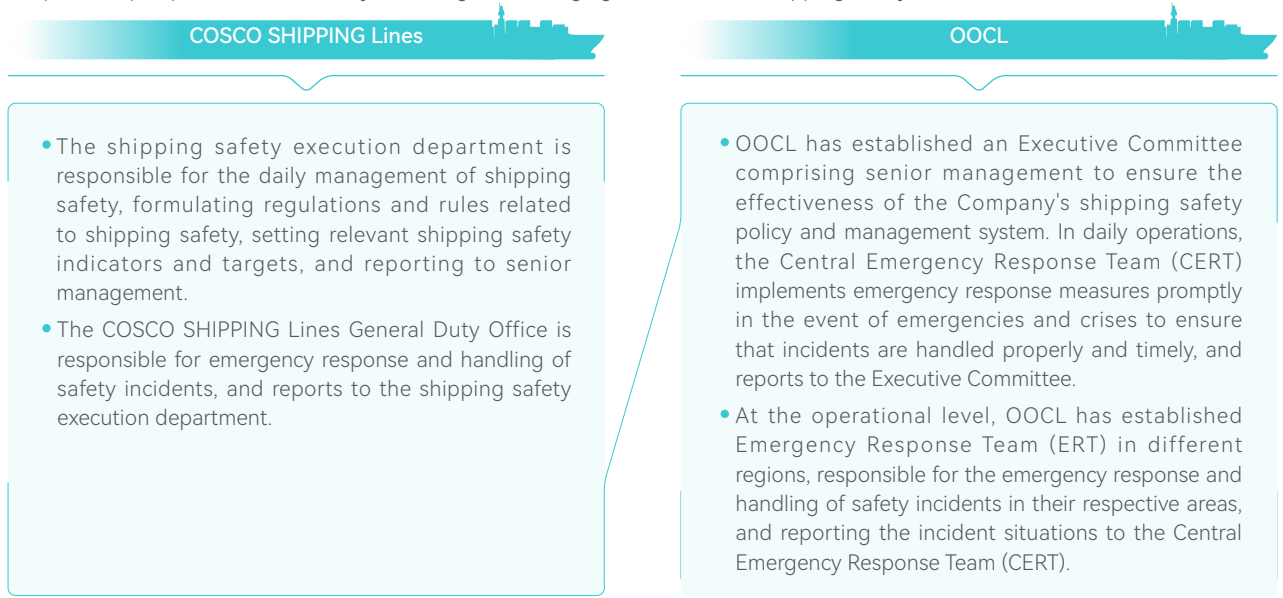 COSCO SHIPPING Lines
The shipping safety execution department is
responsible for the daily management of shipping
safety, formulating regulations and rules related
to shipping safety, setting relevant shipping safety
indicators and targets, and reporting to senior
management.
The COSCO SHIPPING Lines General Duty Office is
responsible for emergency response and handling of
safety incidents, and reports to the shipping safety
execution department.
OOCL
OOCL has established an Executive Committee
comprising senior management to ensure the
effectiveness of the Company's shipping safety
policy and management system. In daily operations,
the Central Emergency Response Team (CERT)
implements emergency response measures promptly
in the event of emergencies and crises to ensure
that incidents are handled properly and timely, and
reports to the Executive Committee.
At the operational level, OOCL has established
Emergency Response Team (ERT) in different
regions, responsible for the emergency response and
handling of safety incidents in their respective areas,
and reporting the incident situations to the Central
Emergency Response Team (CERT).